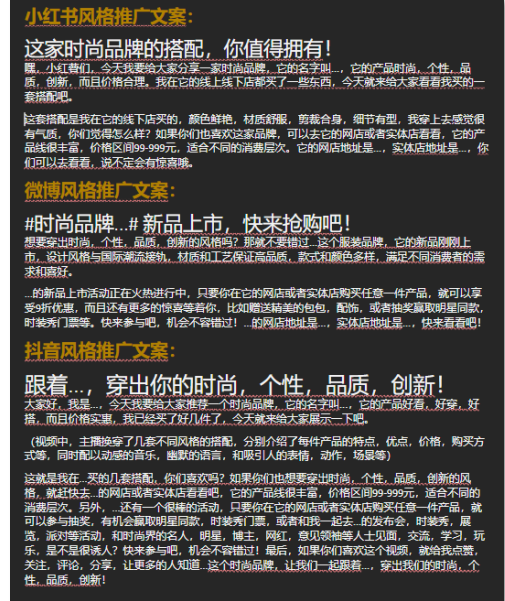 小红书风格推广文案：
这家时尚品牌的搭配，你值得拥有！
嘿，小红薯们，今天我要给大家分享一家时尚品牌，它的名字叫...，它的产品时尚，个性，品
质，创新，而且价格合理。我在它的线上线下店都买了一些东西，今天就来给大家看看我买的一
套搭配吧。
这套搭配是我在它的线下店买的，颜色鲜艳，材质舒服，剪裁合身，细节有型，我穿上去感觉很
有气质，你们觉得怎么样？如果你们也喜欢这家品牌，可以去它的网店或者实体店看看，它的产
品线很丰富，价格区间99-999元，适合不同的消费层次。它的网店地址是...，实体店地址是...，你
们可以去看看，说不定会有惊喜哦。
微博风格推广文案：
#时尚品牌...# 新品上市，快来抢购吧！
想要穿出时尚，个性，品质，创新的风格吗？那就不要错过...这个服装品牌，它的新品刚刚上
市，设计风格与国际潮流接轨，材质和工艺保证高品质，款式和颜色多样，满足不同消费者的需
求和喜好。
...的新品上市活动正在火热进行中，只要你在它的网店或者实体店购买任意一件产品，就可以享
受9折优惠，而且还有更多的惊喜等着你，比如赠送精美的包包，配饰，或者抽奖赢取明星同款，
时装秀门票等。快来参与吧，机会不容错过！...的网店地址是...，实体店地址是...，快来看看吧！
抖音风格推广文案：
跟着...，穿出你的时尚，个性，品质，创新！
大家好，我是...，今天我要给大家推荐一个时尚品牌，它的名字叫...，它的产品好看，好穿，好
搭，而且价格实惠，我已经买了好几件了，今天就来给大家展示一下吧。
（视频中，主播换穿了几套不同风格的搭配，分别介绍了每件产品的特点，优点，价格，购买方
式等，同时配以动感的音乐，幽默的语言，和吸引人的表情，动作，场景等）
这就是我在...买的几套搭配，你们喜欢吗？如果你们也想要穿出时尚，个性，品质，创新的风
格，就赶快去...的网店或者实体店看看吧，它的产品线很丰富，价格区间99-999元，适合不同的
消费层次。另外，...还有一个很棒的活动，只要你在它的网店或者实体店购买任意一件产品，就
可以参与抽奖，有机会赢取明星同款，时装秀门票，或者和我一起去...的发布会，时装秀，展
览，派对等活动，和时尚界的名人，明星，博主，网红，意见领袖等人士见面，交流，学习，玩
乐，是不是很诱人？快来参与吧，机会不容错过！最后，如果你们喜欢这个视频，就给我点赞，
关注，评论，分享，让更多的人知道...这个时尚品牌，让我们一起跟着...，穿出我们的时尚，个
性，品质，创新！